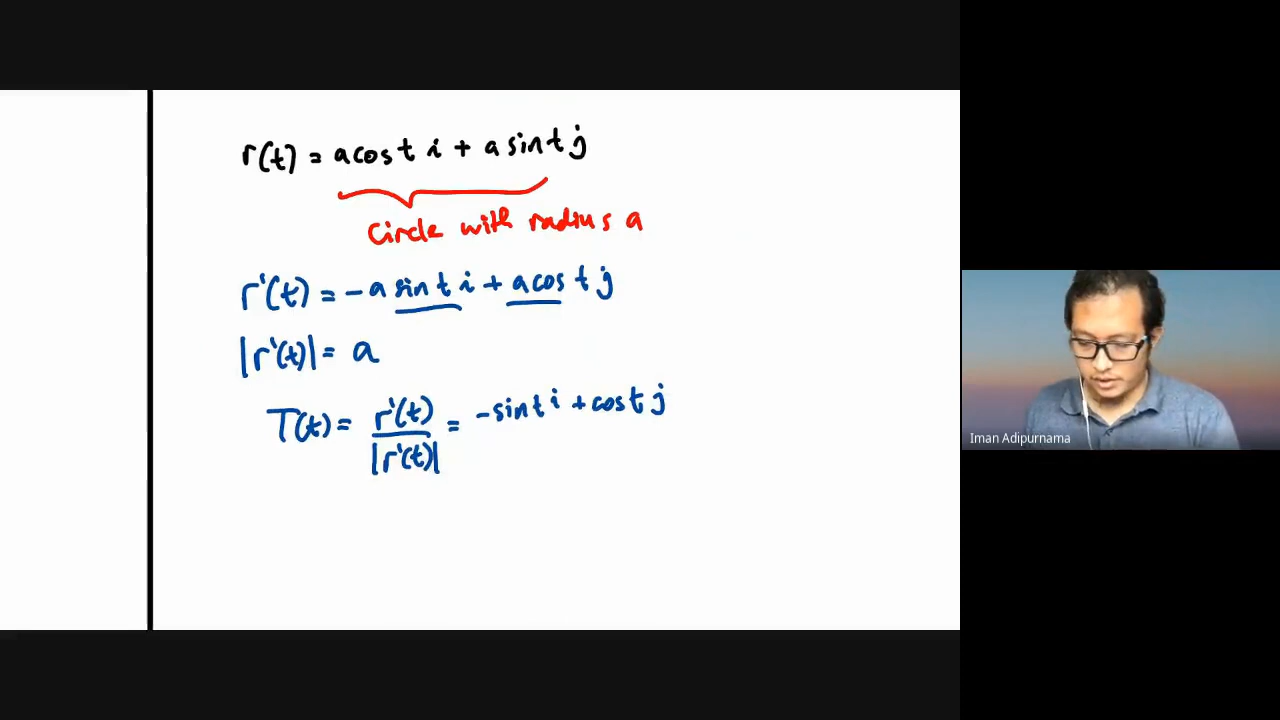 r(t) = a cos t i + a sin t j
Circle with radius a
r'(t) = - a sin t i + a cos t j
|r'(t)| = a
T(t) = r'(t) / |r'(t)| = - sin t i + cos t j
Iman Adipurnama